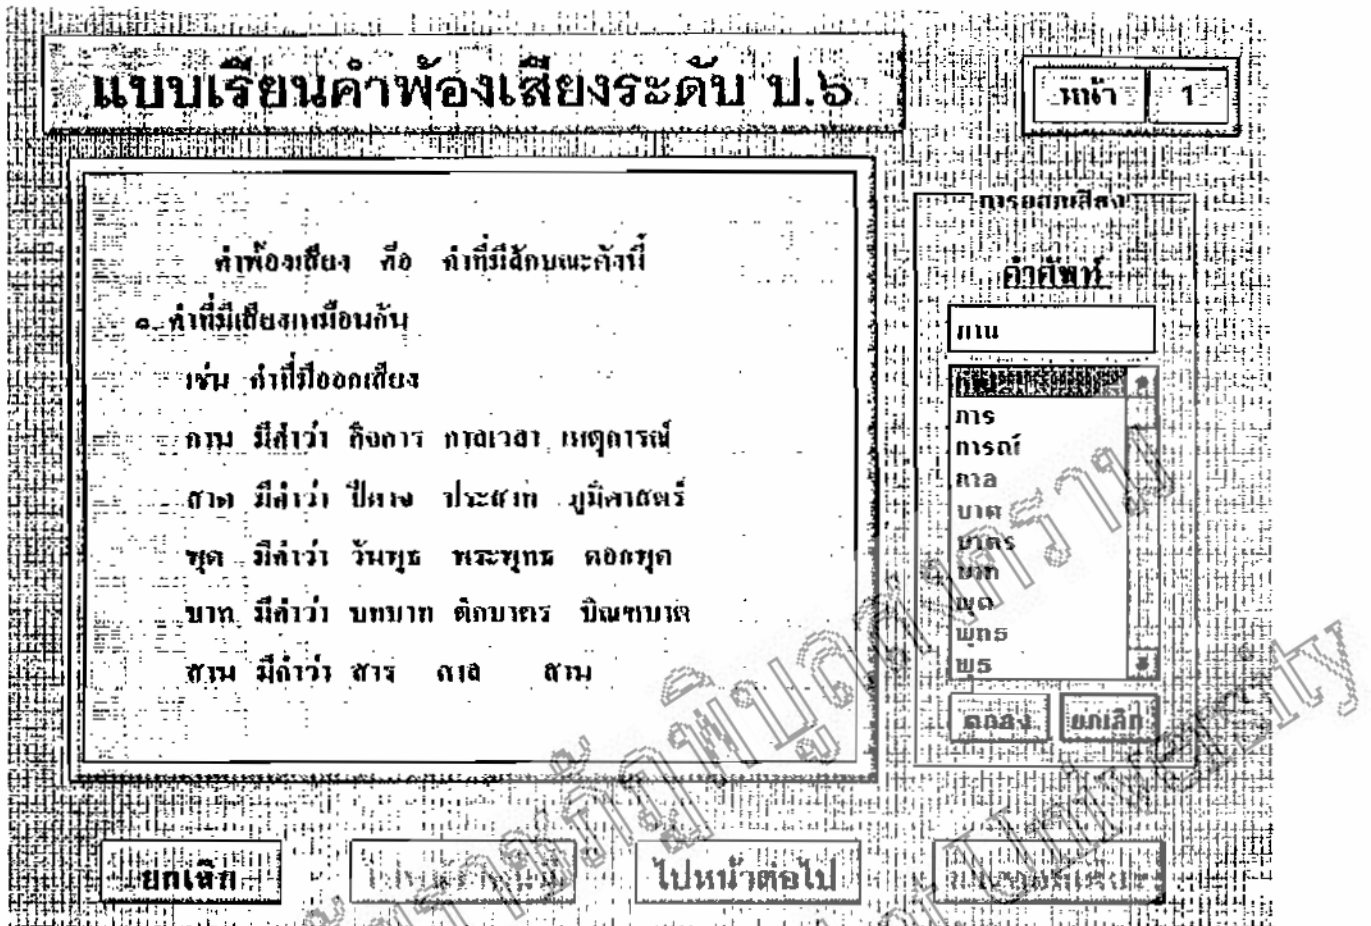 แบบเรียนคำพ้องเสียงระดับ ป.๖
หน้า 1
คำพ้องเสียง คือ คำที่มีลักษณะดังนี้
๑. คำที่มีเสียงเหมือนกัน
เช่น คำที่มีออกเสียง
กาน มีคำว่า กิจการ กาลเวลา เหตุการณ์
สาด มีคำว่า ปีศาจ ประสาท ภูมิศาสตร์
พุด มีคำว่า วันพุธ พระพุทธ ดอกพุด
บาท มีคำว่า บทบาท ตักบาตร บิณฑบาต
สาน มีคำว่า สาร ศาล สาน
การออกเสียง
คำศัพท์
กาน
การ
การณ์
กาล
บาต
บาตร
บาท
พุด
พุทธ
พุธ
ตกลง ยกเลิก
ยกเลิก
ไปหน้าต่อไป